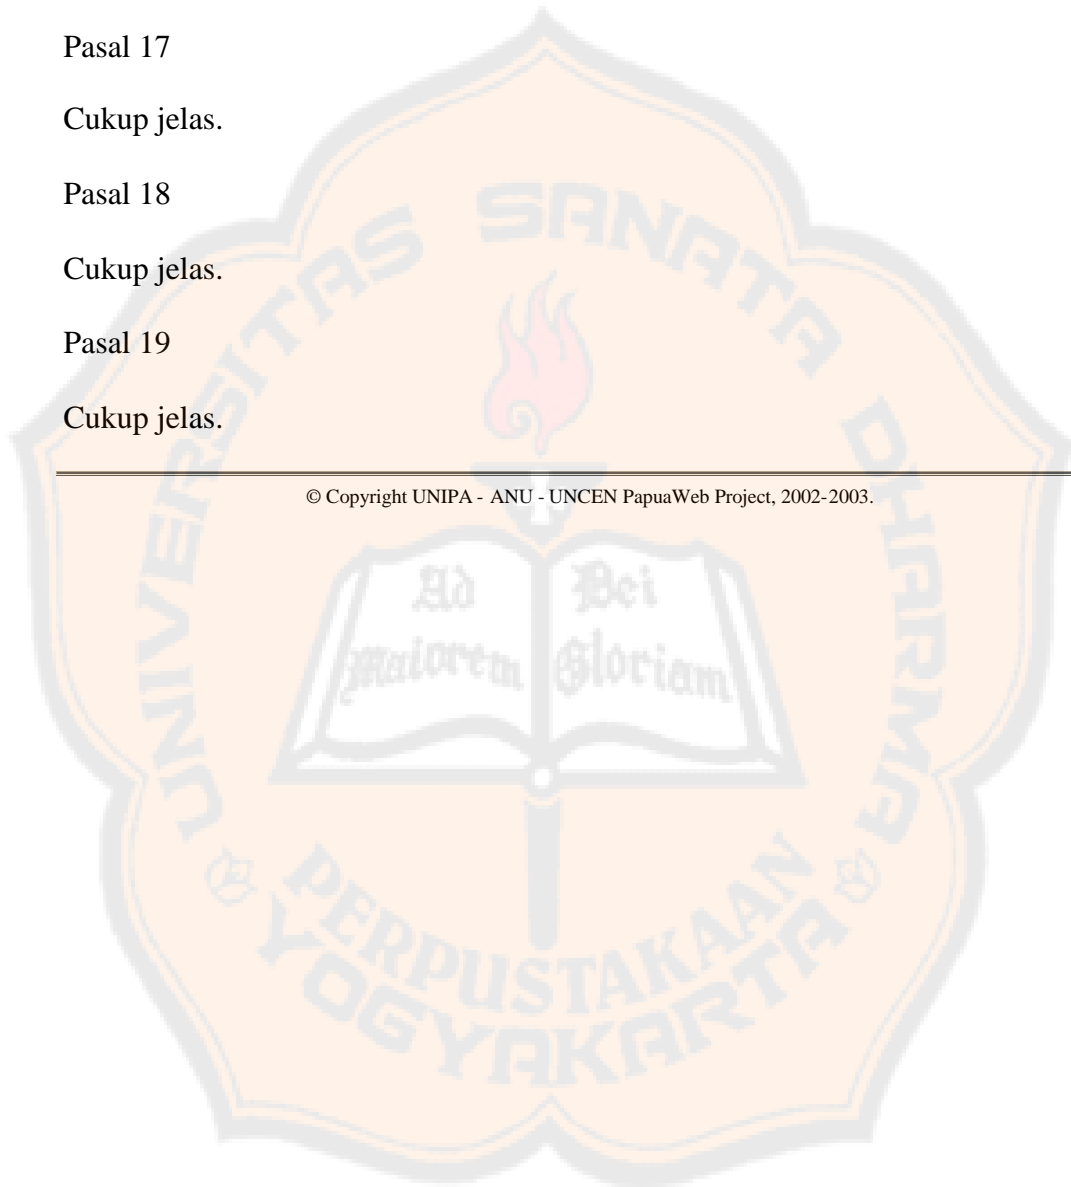 Pasal 17
Cukup jelas.
Pasal 18
Cukup jelas.
Pasal 19
Cukup jelas.
© Copyright UNIPA - ANU - UNCEN PapuaWeb Project, 2002-2003.
UNIVERSITAS SANATA DHARMA
Ad Dei
maiorem Gloriam
PERPUSTAKAAN
YOGYAKARTA